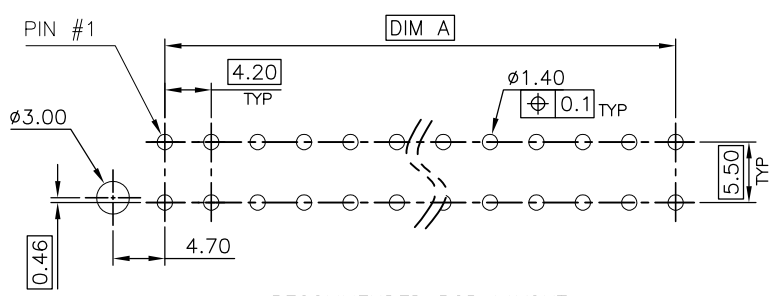 PIN #1
DIM A
4.20
TYP
ø1.40
⌖ 0.1 TYP
ø3.00
5.50
TYP
0.46
4.70